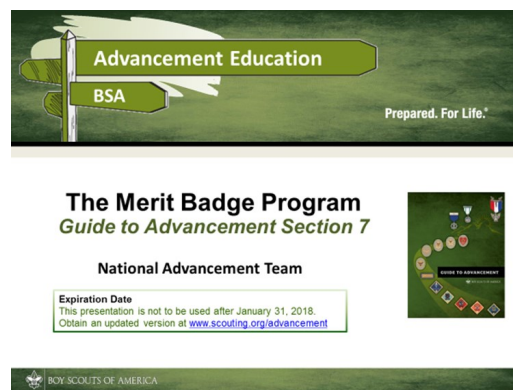 Advancement Education
BSA
Prepared. For Life.®
The Merit Badge Program
Guide to Advancement Section 7
National Advancement Team
Expiration Date
This presentation is not to be used after January 31, 2018.
Obtain an updated version at www.scouting.org/advancement
GUIDE TO ADVANCEMENT
BOY SCOUTS OF AMERICA